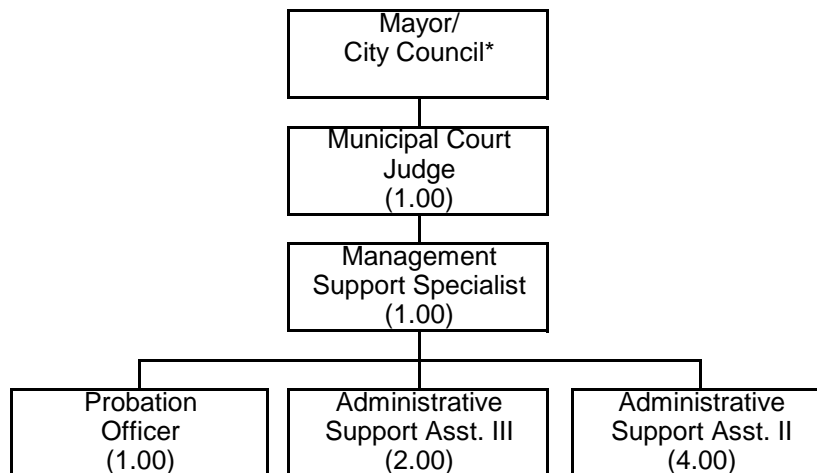 Mayor/
City Council*
Municipal Court
Judge
(1.00)
Management
Support Specialist
(1.00)
Probation
Officer
(1.00)
Administrative
Support Asst. III
(2.00)
Administrative
Support Asst. II
(4.00)